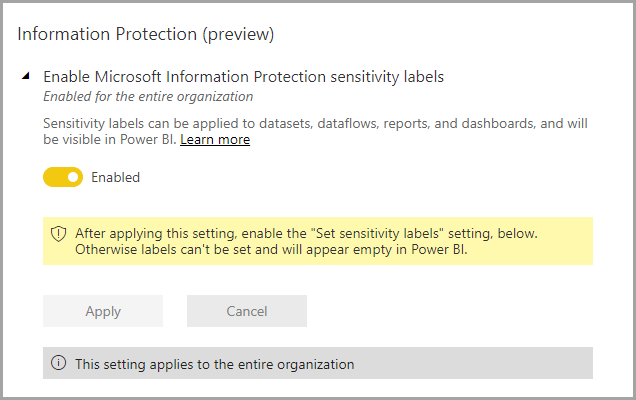 Information Protection (preview)
Enable Microsoft Information Protection sensitivity labels
Enabled for the entire organization
Sensitivity labels can be applied to datasets, dataflows, reports, and dashboards, and will
be visible in Power BI. Learn more
Enabled
After applying this setting, enable the "Set sensitivity labels" setting, below.
Otherwise labels can't be set and will appear empty in Power BI.
Apply Cancel
This setting applies to the entire organization